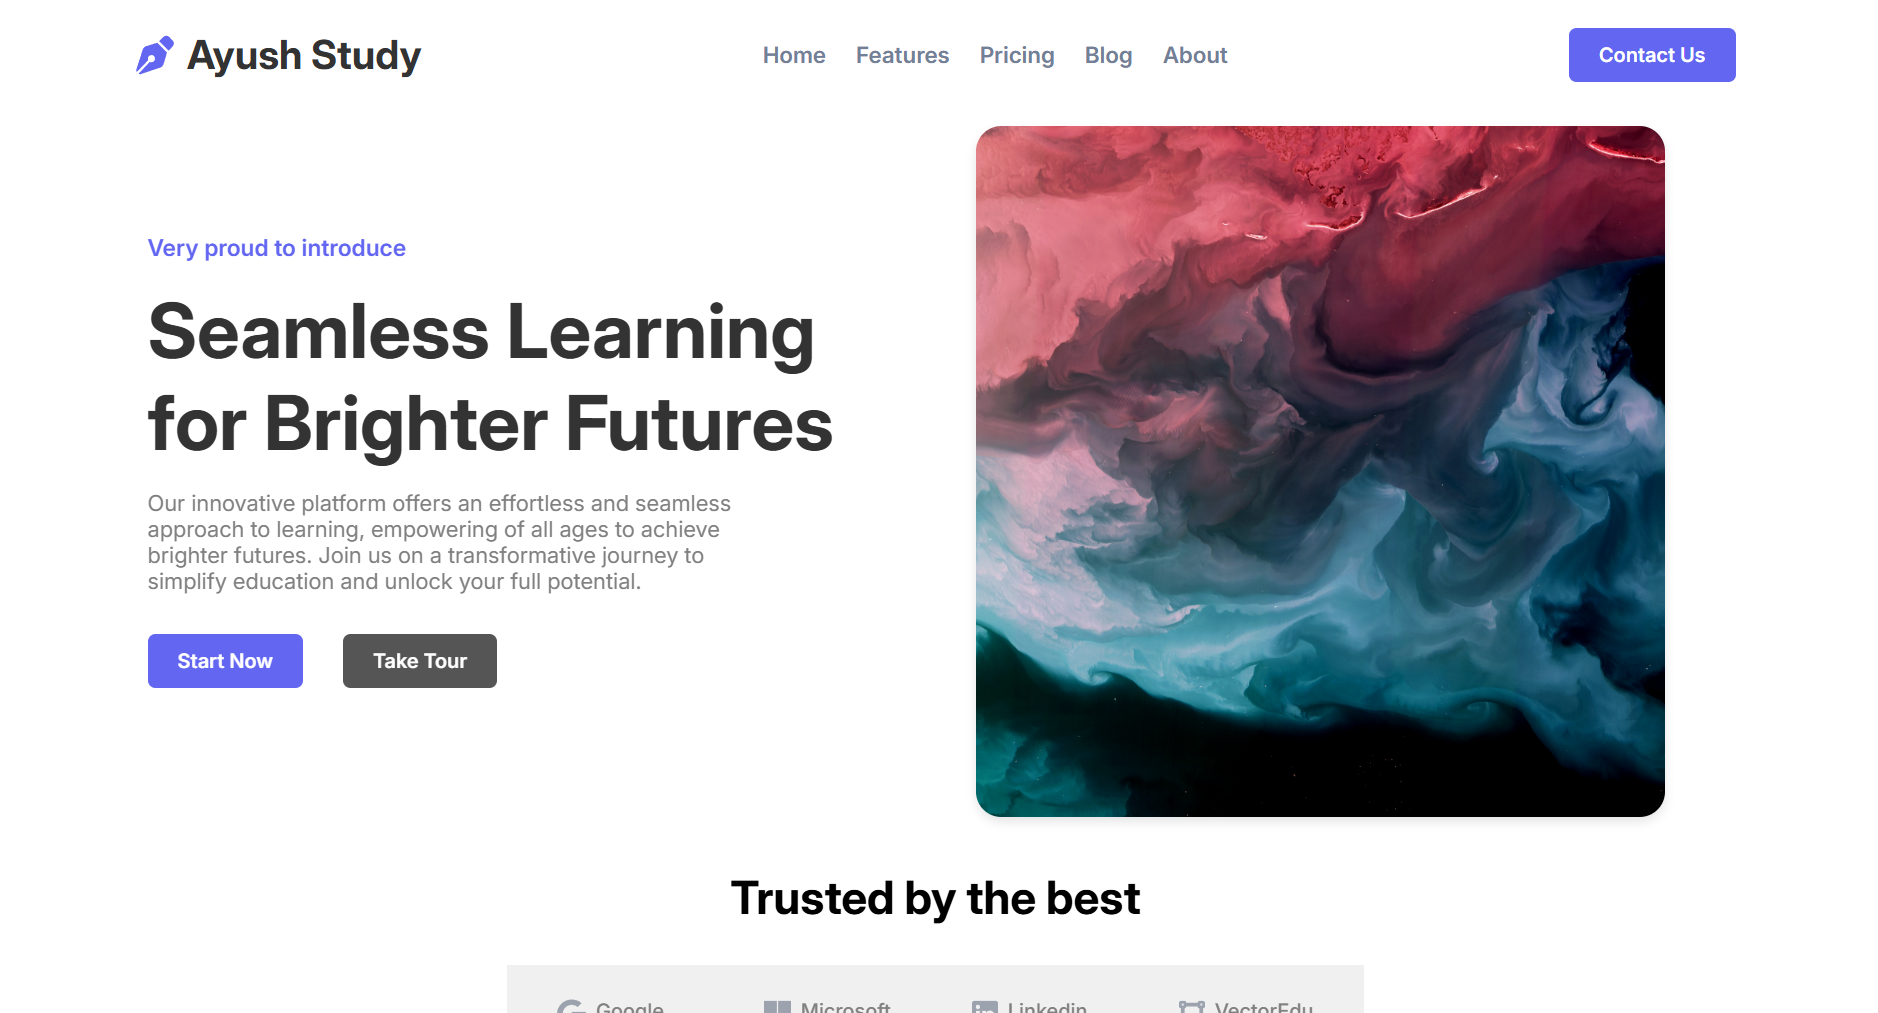 Ayush Study
Home Features Pricing Blog About
Contact Us
Very proud to introduce
Seamless Learning
for Brighter Futures
Our innovative platform offers an effortless and seamless
approach to learning, empowering of all ages to achieve
brighter futures. Join us on a transformative journey to
simplify education and unlock your full potential.
Start Now
Take Tour
Trusted by the best
Google Microsoft Linkedin VectorEdu